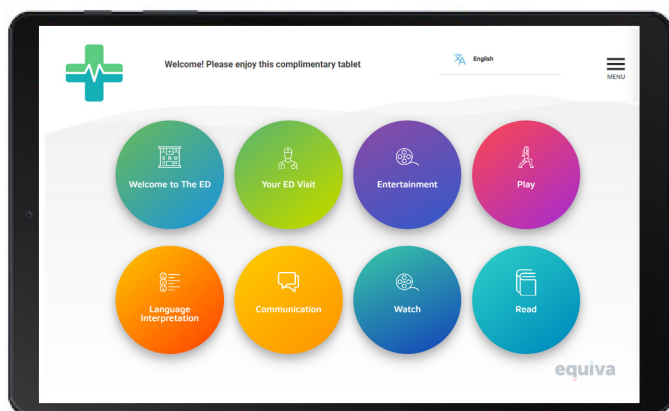 Welcome! Please enjoy this complimentary tablet
English
MENU
Welcome to The ED
Your ED Visit
Entertainment
Play
Language
Interpretation
Communication
Watch
Read
equiva